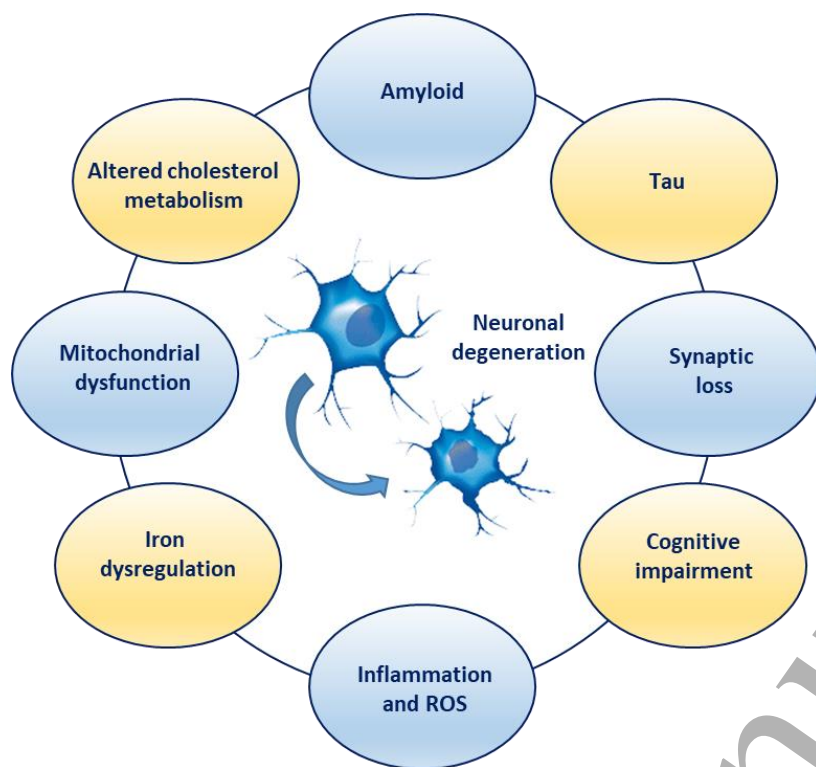 Amyloid
Tau
Synaptic
loss
Cognitive
impairment
Inflammation
and ROS
Iron
dysregulation
Mitochondrial
dysfunction
Altered cholesterol
metabolism
Neuronal
degeneration